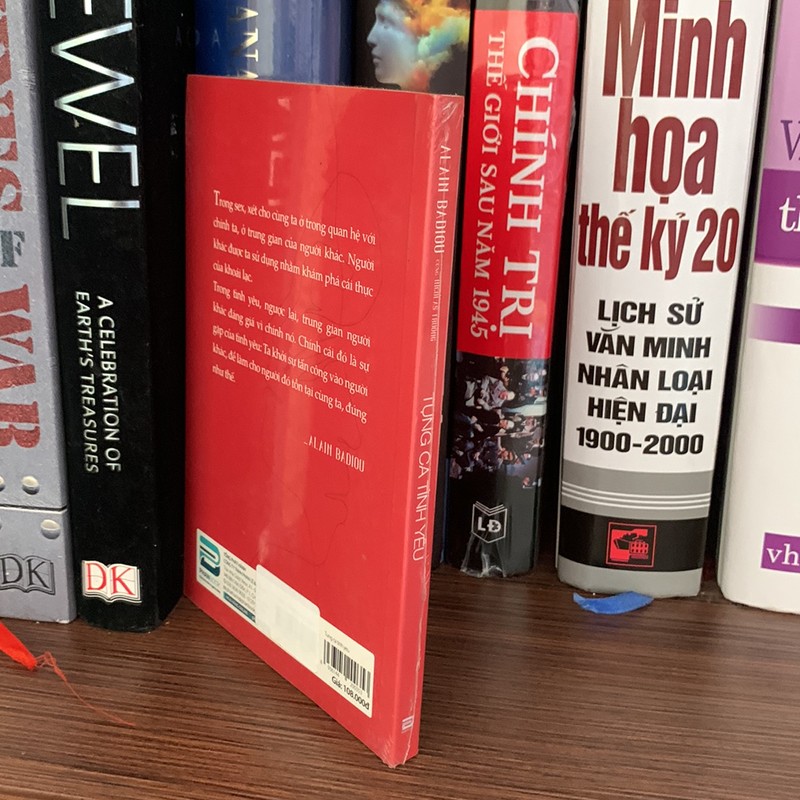 OF WAR
DK
EWEL
A CELEBRATION OF
EARTH'S TREASURES
DK
Trong sex, xét cho cùng ta ở trong quan hệ với
chính ta, ở trung gian của người khác. Người
khác được ta sử dụng nhằm khám phá cái thực
của khoái lạc.
Trong tình yêu, ngược lại, trung gian người
khác đáng giá vì chính nó. Chính cái đó là sự
gặp của tình yêu: Ta khởi sự tấn công vào người
khác, để làm cho người đó tồn tại cùng ta, đúng
như thế.
_ALAIN BADIOU
Giá: 108.000đ
ALAIN BADIOU
TỤNG CA TÌNH YÊU
CHÍNH TRỊ
THẾ GIỚI SAU NĂM 1945
LĐ
Minh
họa
thế kỷ 20
LỊCH SỬ
VĂN MINH
NHÂN LOẠI
HIỆN ĐẠI
1900-2000